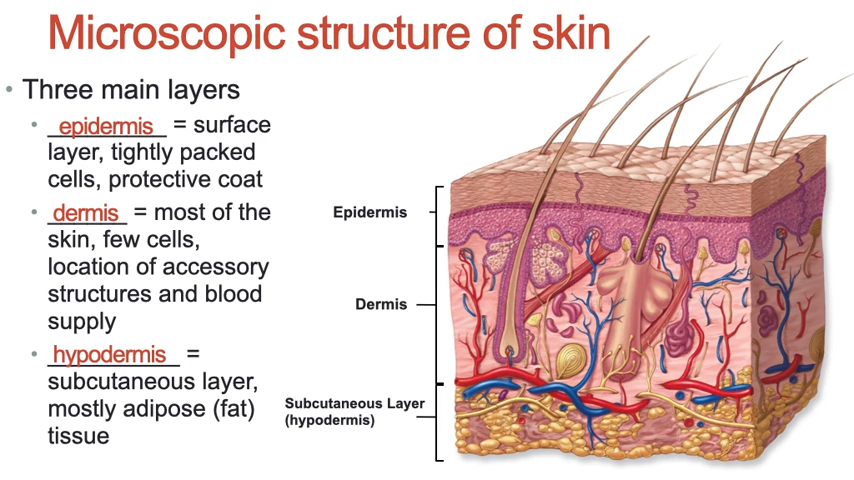 Microscopic structure of skin
• Three main layers
• epidermis = surface
layer, tightly packed
cells, protective coat
• dermis = most of the
skin, few cells,
location of accessory
structures and blood
supply
• hypodermis =
subcutaneous layer,
mostly adipose (fat)
tissue
Epidermis
Dermis
Subcutaneous Layer
(hypodermis)